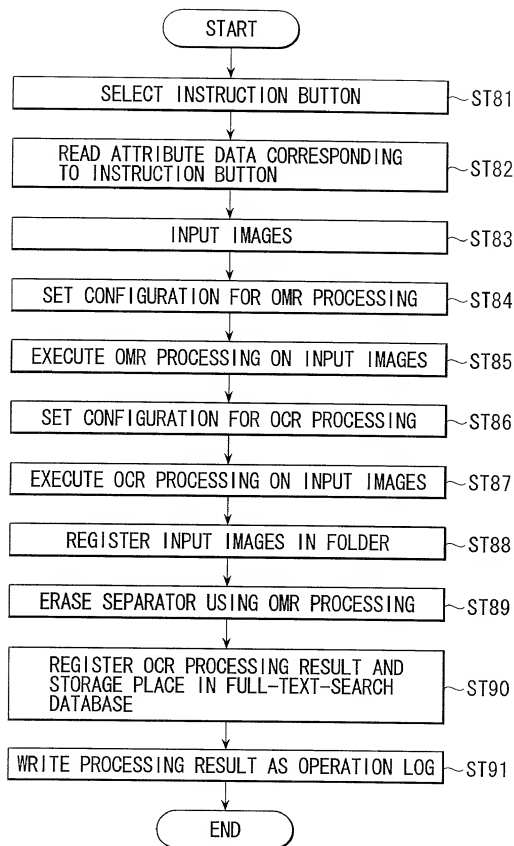 START
SELECT INSTRUCTION BUTTON ~ST81
READ ATTRIBUTE DATA CORRESPONDING
TO INSTRUCTION BUTTON ~ST82
INPUT IMAGES ~ST83
SET CONFIGURATION FOR OMR PROCESSING ~ST84
EXECUTE OMR PROCESSING ON INPUT IMAGES ~ST85
SET CONFIGURATION FOR OCR PROCESSING ~ST86
EXECUTE OCR PROCESSING ON INPUT IMAGES ~ST87
REGISTER INPUT IMAGES IN FOLDER ~ST88
ERASE SEPARATOR USING OMR PROCESSING ~ST89
REGISTER OCR PROCESSING RESULT AND
STORAGE PLACE IN FULL-TEXT-SEARCH ~ST90
DATABASE
WRITE PROCESSING RESULT AS OPERATION LOG ~ST91
END